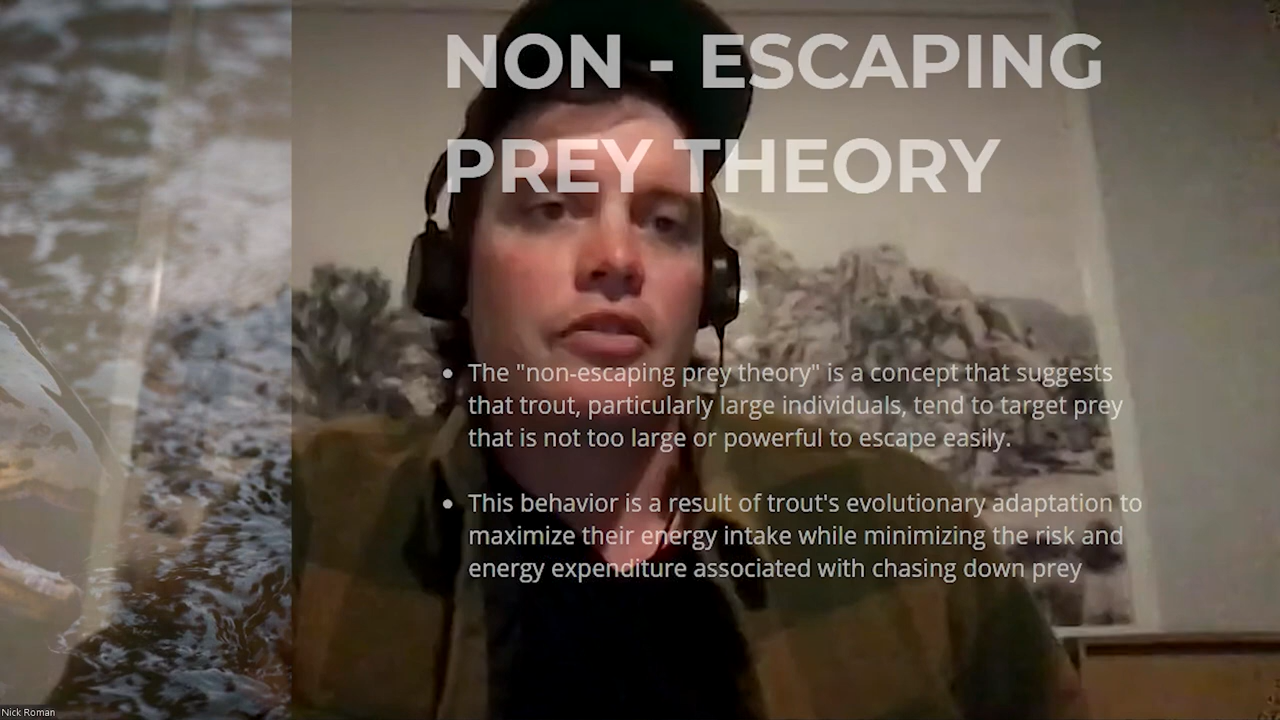 NON - ESCAPING
PREY THEORY
• The "non-escaping prey theory" is a concept that suggests
that trout, particularly large individuals, tend to target prey
that is not too large or powerful to escape easily.
• This behavior is a result of trout's evolutionary adaptation to
maximize their energy intake while minimizing the risk and
energy expenditure associated with chasing down prey
Nick Roman